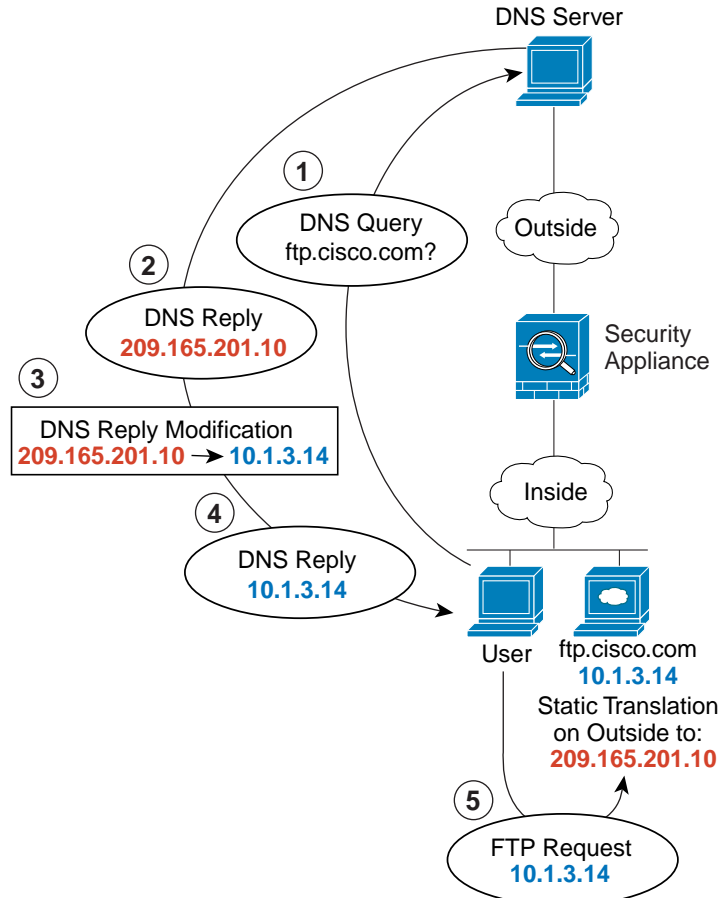 DNS Server
1
DNS Query
ftp.cisco.com?
Outside
2
DNS Reply
209.165.201.10
Security
Appliance
3
DNS Reply Modification
209.165.201.10 → 10.1.3.14
Inside
4
DNS Reply
10.1.3.14
User
ftp.cisco.com
10.1.3.14
Static Translation
on Outside to:
209.165.201.10
5
FTP Request
10.1.3.14